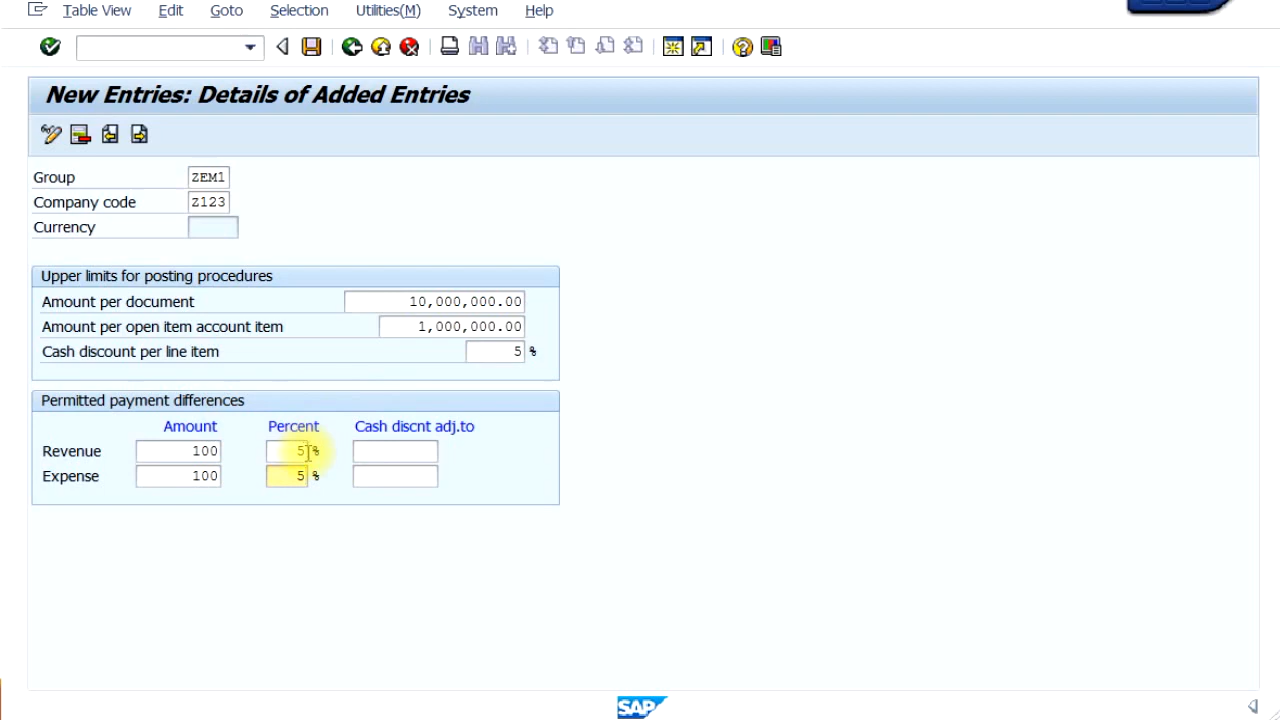 Table View Edit Goto Selection Utilities(M) System Help
New Entries: Details of Added Entries
Group ZEM1
Company code Z123
Currency
Upper limits for posting procedures
Amount per document 10,000,000.00
Amount per open item account item 1,000,000.00
Cash discount per line item 5 %
Permitted payment differences
Amount Percent Cash discnt adj.to
Revenue 100 5 %
Expense 100 5 %
SAP